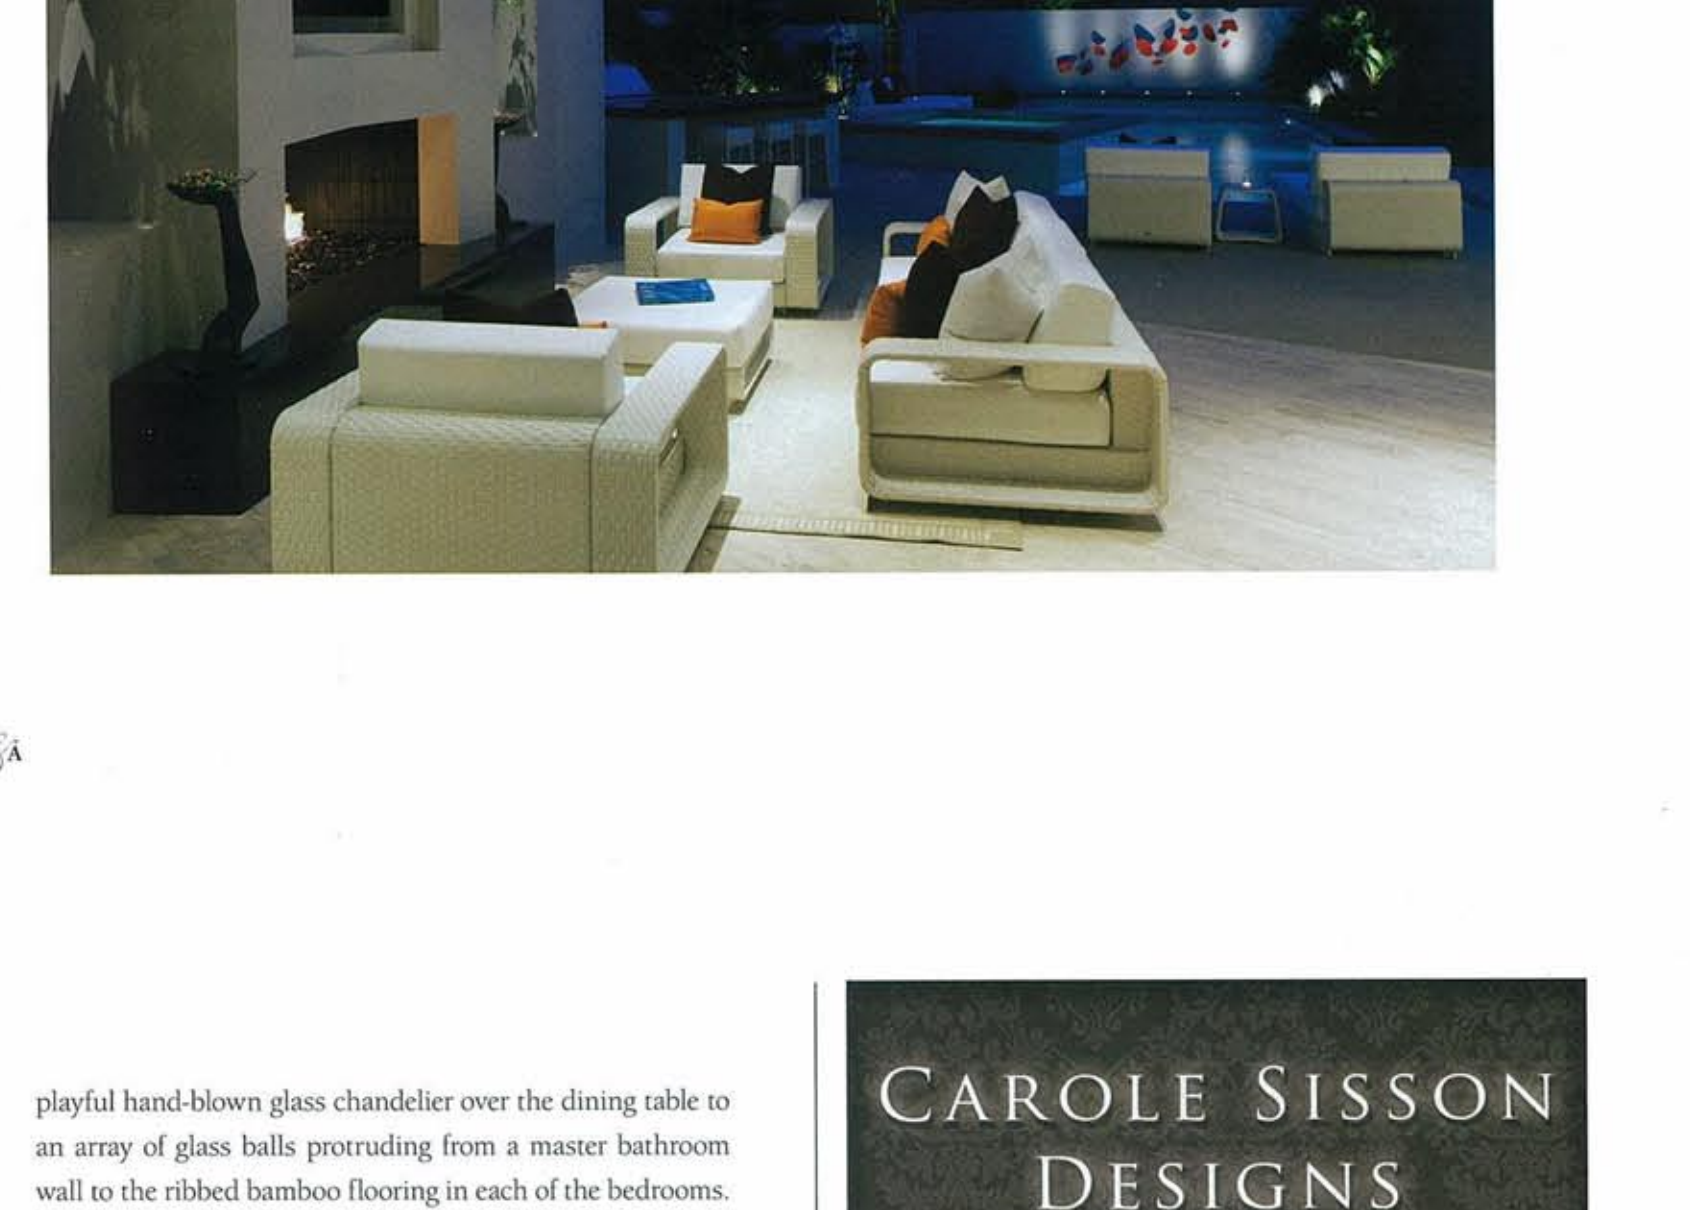 playful hand-blown glass chandelier over the dining table to
an array of glass balls protruding from a master bathroom
wall to the ribbed bamboo flooring in each of the bedrooms.
CAROLE SISSON
DESIGNS